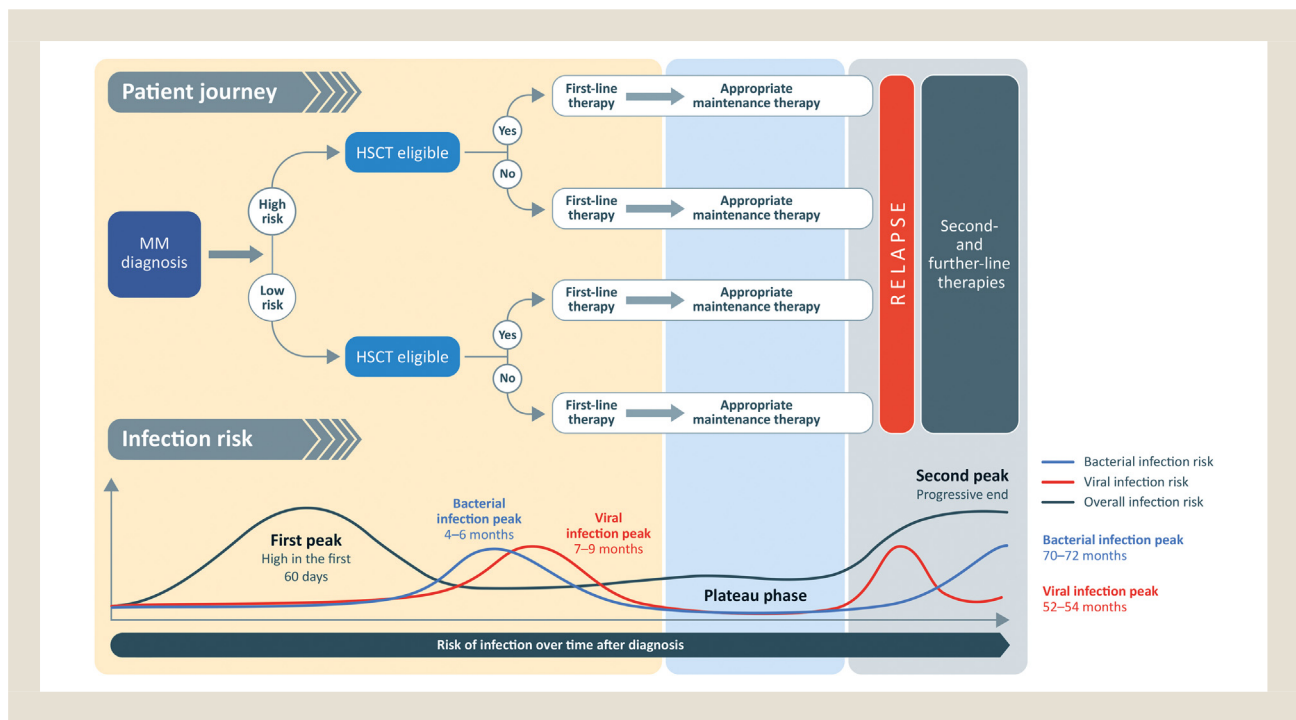 Patient journey
MM
diagnosis
High
risk
Low
risk
HSCT eligible
Yes
No
First-line
therapy
Appropriate
maintenance therapy
First-line
therapy
Appropriate
maintenance therapy
HSCT eligible
Yes
No
First-line
therapy
Appropriate
maintenance therapy
First-line
therapy
Appropriate
maintenance therapy
RELAPSE
Second-
and
further-line
therapies
Infection risk
First peak
High in the first
60 days
Bacterial
infection peak
4–6 months
Viral
infection peak
7–9 months
Plateau phase
Second peak
Progressive end
Bacterial infection risk
Viral infection risk
Overall infection risk
Bacterial infection peak
70–72 months
Viral infection peak
52–54 months
Risk of infection over time after diagnosis